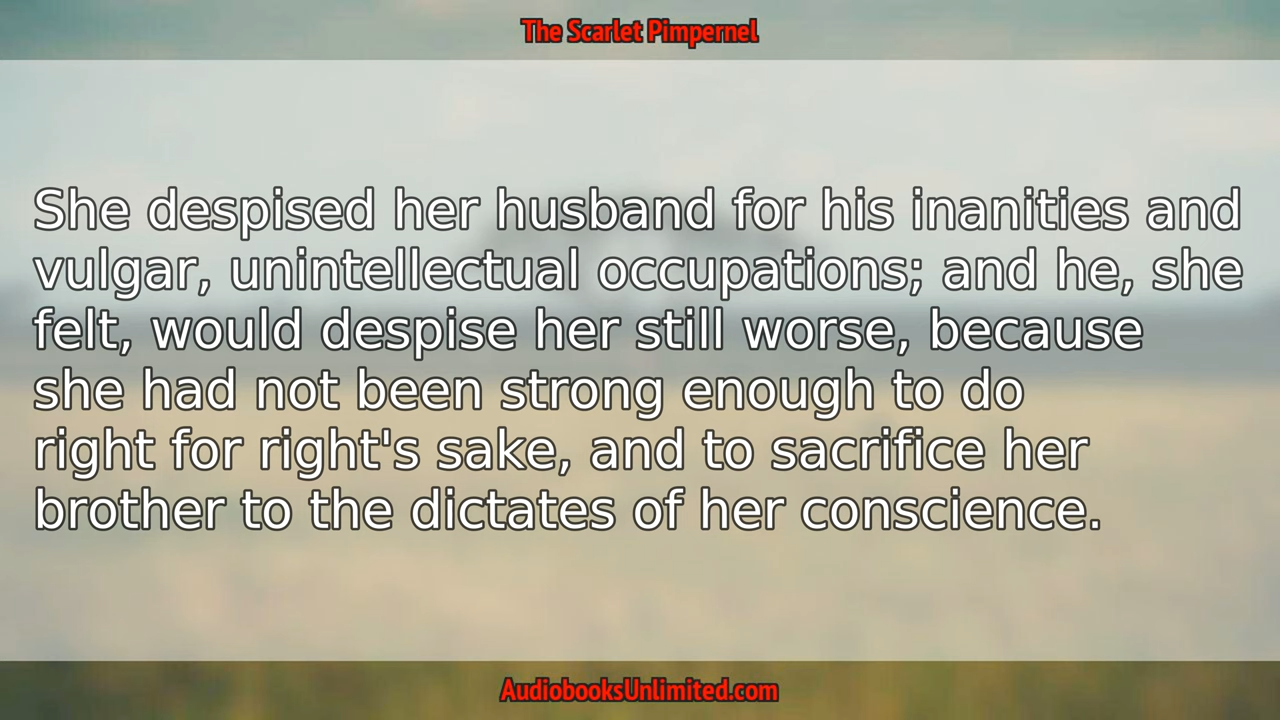 The Scarlet Pimpernel
She despised her husband for his inanities and
vulgar, unintellectual occupations; and he, she
felt, would despise her still worse, because
she had not been strong enough to do
right for right's sake, and to sacrifice her
brother to the dictates of her conscience.
AudiobooksUnlimited.com